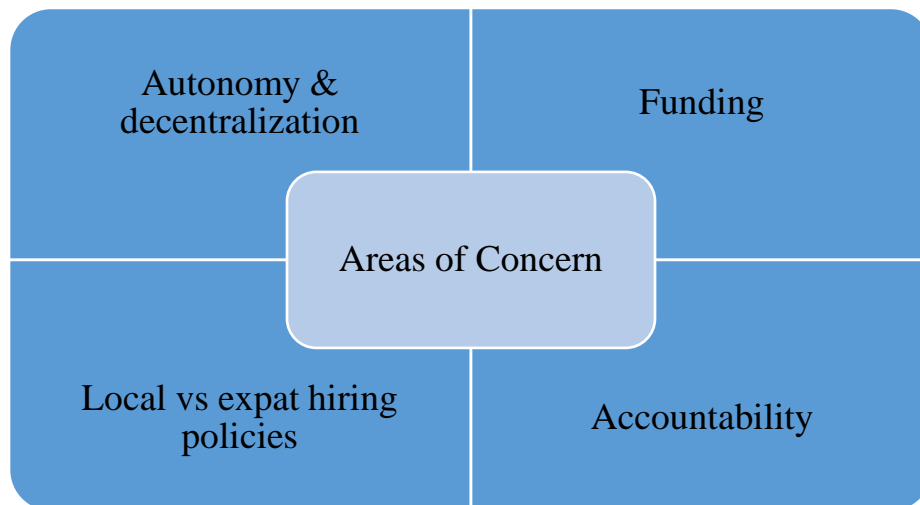 Autonomy &
decentralization
Funding
Areas of Concern
Local vs expat hiring
policies
Accountability